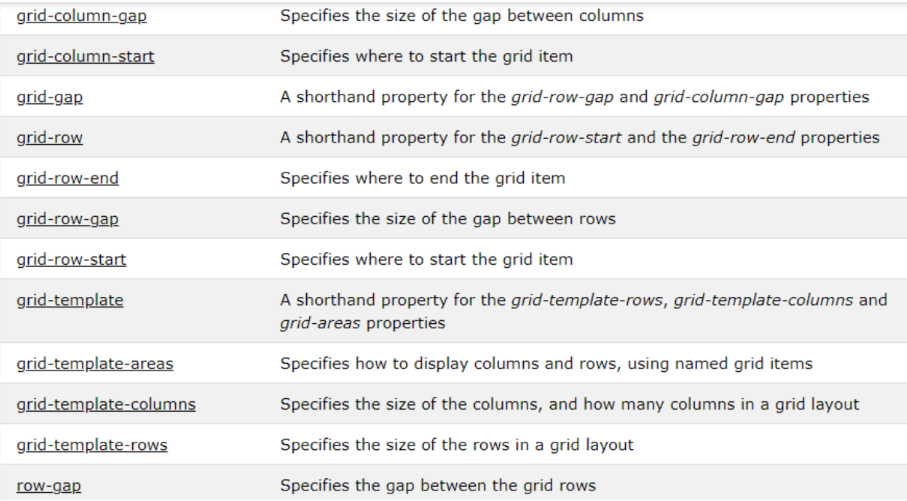 grid-column-gap Specifies the size of the gap between columns
grid-column-start Specifies where to start the grid item
grid-gap A shorthand property for the grid-row-gap and grid-column-gap properties
grid-row A shorthand property for the grid-row-start and the grid-row-end properties
grid-row-end Specifies where to end the grid item
grid-row-gap Specifies the size of the gap between rows
grid-row-start Specifies where to start the grid item
grid-template A shorthand property for the grid-template-rows, grid-template-columns and
grid-areas properties
grid-template-areas Specifies how to display columns and rows, using named grid items
grid-template-columns Specifies the size of the columns, and how many columns in a grid layout
grid-template-rows Specifies the size of the rows in a grid layout
row-gap Specifies the gap between the grid rows